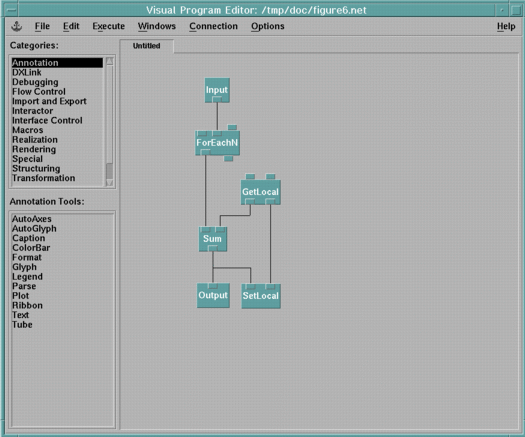 Visual Program Editor: /tmp/doc/figure6.net
File Edit Execute Windows Connection Options Help
Categories:
Untitled
Annotation
DXLink
Debugging
Flow Control
Import and Export
Interactor
Interface Control
Macros
Realization
Rendering
Special
Structuring
Transformation
Annotation Tools:
AutoAxes
AutoGlyph
Caption
ColorBar
Format
Glyph
Legend
Parse
Plot
Ribbon
Text
Tube
Input
ForEachN
GetLocal
Sum
Output
SetLocal